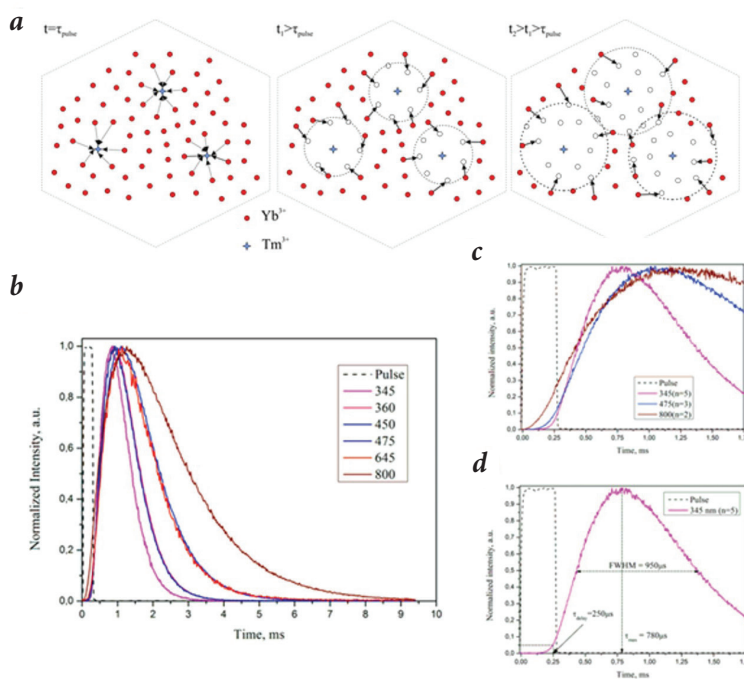 a
t=τpulse
t1>τpulse
t2>t1>τpulse
Yb3+
Tm3+
b
Normalized Intensity, a.u.
1,0
0,8
0,6
0,4
0,2
0,0
0 1 2 3 4 5 6 7 8 9 10
Time, ms
Pulse
345
360
450
475
645
800
c
Normalized intensity, a.u.
1,0
0,9
0,8
0,7
0,6
0,5
0,4
0,3
0,2
0,1
0,0
0,00 0,25 0,50 0,75 1,00 1,25 1,50 1,75
Time, ms
Pulse
345(n=5)
475(n=3)
800(n=2)
d
Normalized intensity, a.u.
1,0
0,9
0,8
0,7
0,6
0,5
0,4
0,3
0,2
0,1
0,0
0,00 0,25 0,50 0,75 1,00 1,25 1,50
Time, ms
Pulse
345 nm (n=5)
FWHM = 950μs
τdelay =250μs
= 780μs